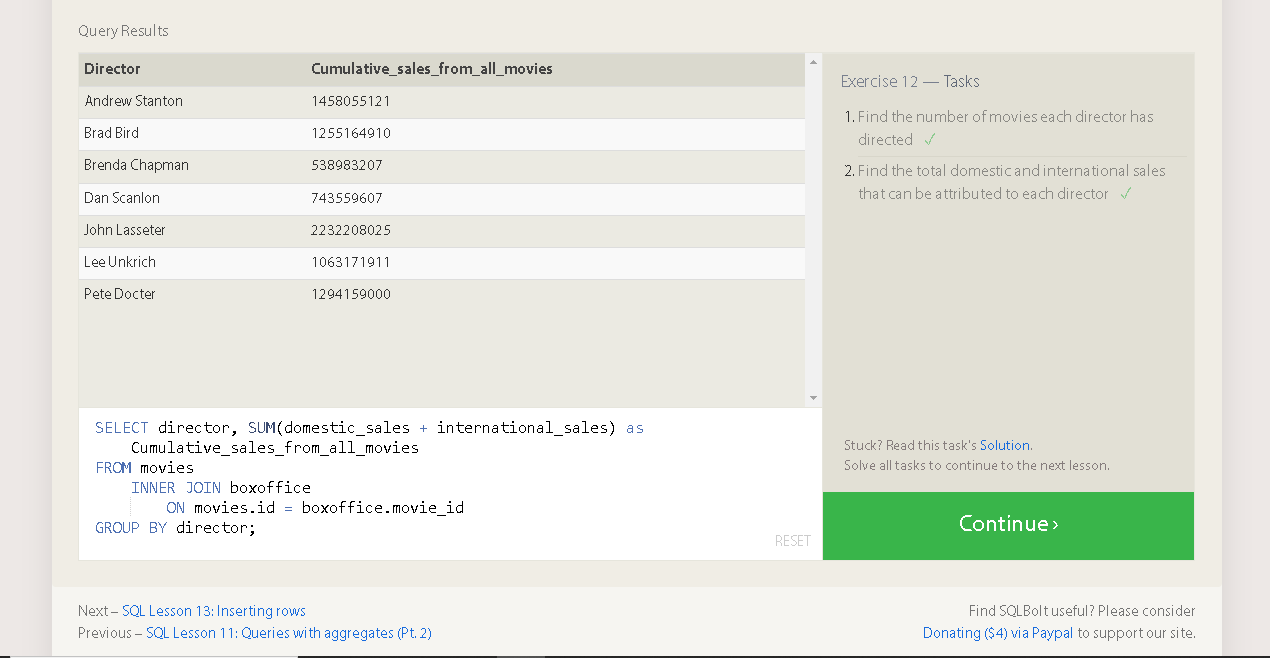 Query Results
Director Cumulative_sales_from_all_movies
Andrew Stanton 1458055121
Brad Bird 1255164910
Brenda Chapman 538983207
Dan Scanlon 743559607
John Lasseter 2232208025
Lee Unkrich 1063171911
Pete Docter 1294159000
SELECT director, SUM(domestic_sales + international_sales) as
Cumulative_sales_from_all_movies
FROM movies
INNER JOIN boxoffice
ON movies.id = boxoffice.movie_id
GROUP BY director;
RESET
Exercise 12 — Tasks
1. Find the number of movies each director has
directed ✓
2. Find the total domestic and international sales
that can be attributed to each director ✓
Stuck? Read this task's Solution.
Solve all tasks to continue to the next lesson.
Continue ›
Next – SQL Lesson 13: Inserting rows
Previous – SQL Lesson 11: Queries with aggregates (Pt. 2)
Find SQLBolt useful? Please consider
Donating ($4) via Paypal to support our site.